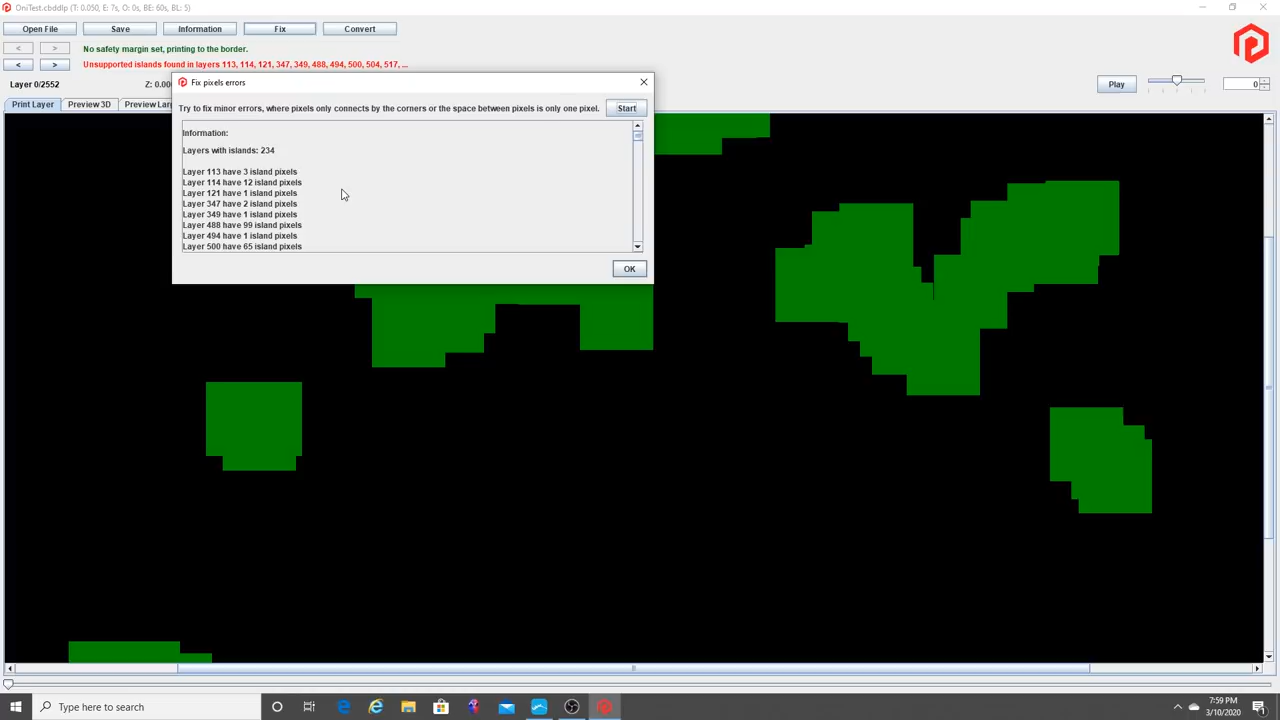 OniTest.cbddlp (T: 0.050, E: 7s, O: 0s, BE: 60s, BL: 5)
Open File Save Information Fix Convert
< > No safety margin set, printing to the border.
< > Unsupported islands found in layers 113, 114, 121, 347, 349, 488, 494, 500, 504, 517, ...
Layer 0/2552 Z: 0.00
Play 0
Print Layer Preview 3D Preview Lar
Fix pixels errors
Try to fix minor errors, where pixels only connects by the corners or the space between pixels is only one pixel. Start
Information:
Layers with islands: 234
Layer 113 have 3 island pixels
Layer 114 have 12 island pixels
Layer 121 have 1 island pixels
Layer 347 have 2 island pixels
Layer 349 have 1 island pixels
Layer 488 have 99 island pixels
Layer 494 have 1 island pixels
Layer 500 have 65 island pixels
OK
Type here to search
7:59 PM
3/10/2020